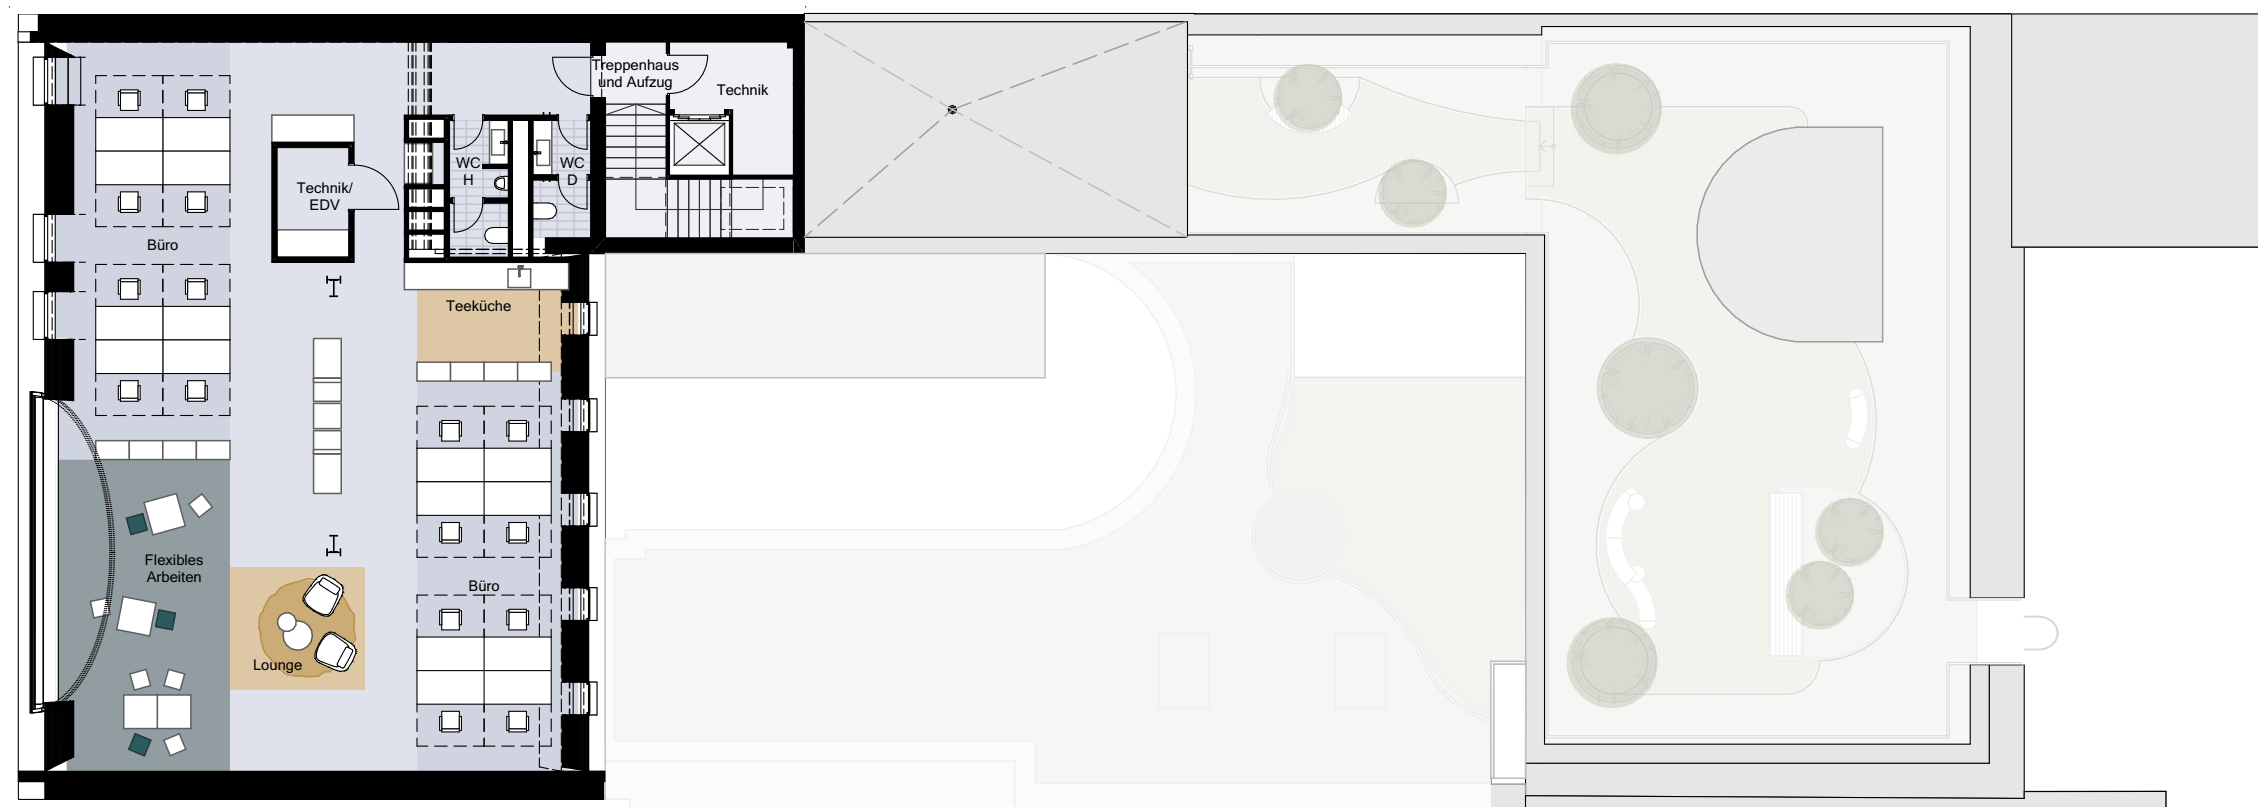 Treppenhaus
und Aufzug
Technik
WC
H
WC
D
Technik/
EDV
Büro
Teeküche
Flexibles
Arbeiten
Büro
Lounge